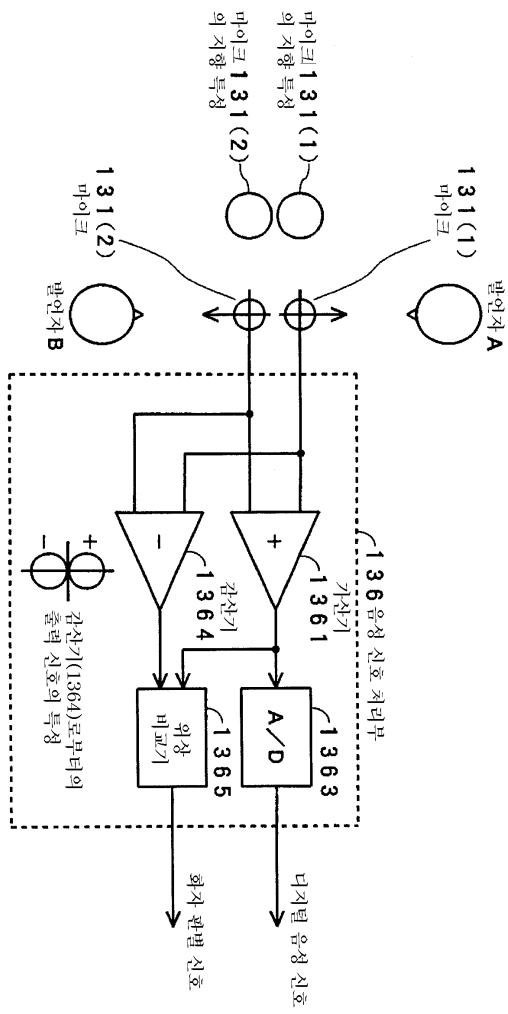 마이크 131(1)
의 지향 특성
마이크 131(2)
의 지향 특성
131(1)
마이크
131(2)
마이크
발언자 A
발언자 B
136 음성 신호 처리부
가산기
1361
+
감산기
1364
-
A/D
1363
위상
비교기
1365
+
-
감산기(1364)로부터의
출력 신호의 특성
디지털 음성 신호
화자 판별 신호